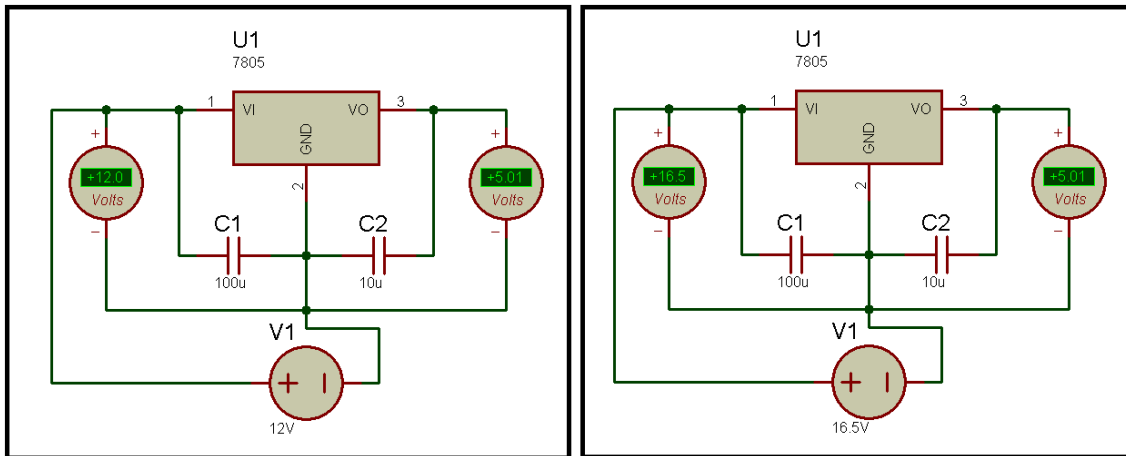 U1
7805
1
VI
VO
3
GND
2
+
+12.0
Volts
−
+
+5.01
Volts
−
C1
100u
C2
10u
V1
+ −
12V
U1
7805
1
VI
VO
3
GND
2
+
+16.5
Volts
−
+
+5.01
Volts
−
C1
100u
C2
10u
V1
+ −
16.5V